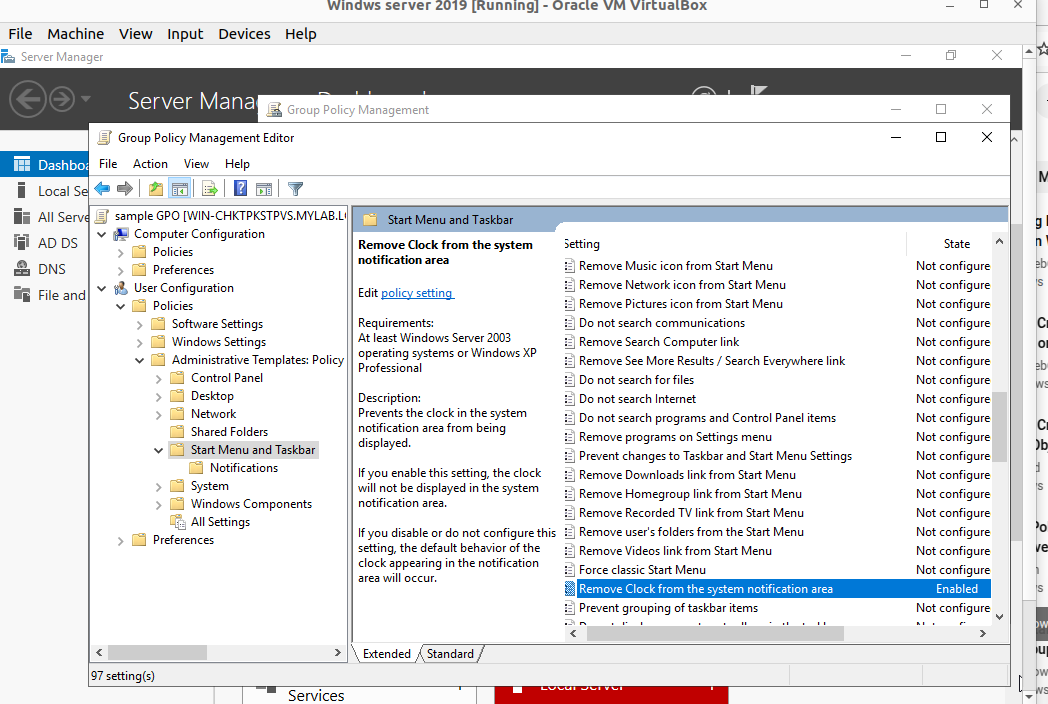 Windws server 2019 [Running] - Oracle VM VirtualBox
File Machine View Input Devices Help
Server Manager
Server Mana
Group Policy Management
Group Policy Management Editor
File Action View Help
Dashboa
Local Se
All Serve
AD DS
DNS
File and
sample GPO [WIN-CHKTPKSTPVS.MYLAB.LO
Computer Configuration
Policies
Preferences
User Configuration
Policies
Software Settings
Windows Settings
Administrative Templates: Policy
Control Panel
Desktop
Network
Shared Folders
Start Menu and Taskbar
Notifications
System
Windows Components
All Settings
Preferences
Start Menu and Taskbar
Remove Clock from the system
notification area
Edit policy setting
Requirements:
At least Windows Server 2003
operating systems or Windows XP
Professional
Description:
Prevents the clock in the system
notification area from being
displayed.
If you enable this setting, the clock
will not be displayed in the system
notification area.
If you disable or do not configure this
setting, the default behavior of the
clock appearing in the notification
area will occur.
Setting State
Remove Music icon from Start Menu Not configure
Remove Network icon from Start Menu Not configure
Remove Pictures icon from Start Menu Not configure
Do not search communications Not configure
Remove Search Computer link Not configure
Remove See More Results / Search Everywhere link Not configure
Do not search for files Not configure
Do not search Internet Not configure
Do not search programs and Control Panel items Not configure
Remove programs on Settings menu Not configure
Prevent changes to Taskbar and Start Menu Settings Not configure
Remove Downloads link from Start Menu Not configure
Remove Homegroup link from Start Menu Not configure
Remove Recorded TV link from Start Menu Not configure
Remove user's folders from the Start Menu Not configure
Remove Videos link from Start Menu Not configure
Force classic Start Menu Not configure
Remove Clock from the system notification area Enabled
Prevent grouping of taskbar items Not configure
Extended Standard
97 setting(s)
Services
Local Server